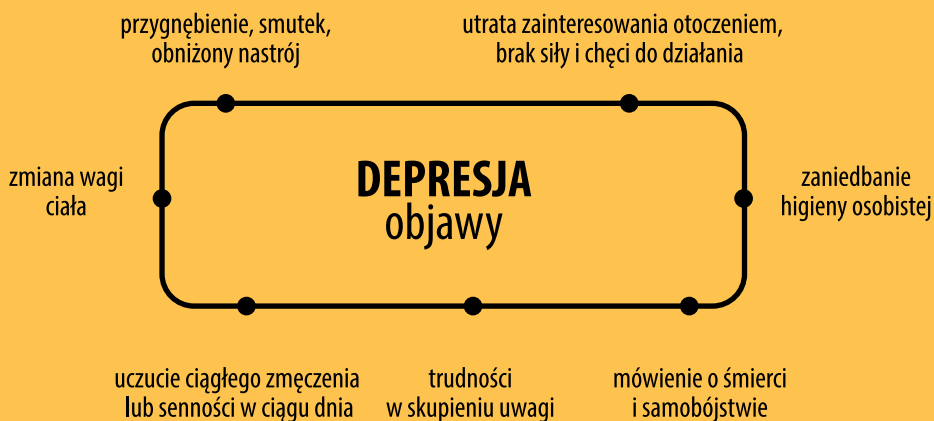 przygnębienie, smutek,
obniżony nastrój
utrata zainteresowania otoczeniem,
brak siły i chęci do działania
zmiana wagi
ciała
DEPRESJA
objawy
zaniedbanie
higieny osobistej
uczucie ciągłego zmęczenia
lub senności w ciągu dnia
trudności
w skupieniu uwagi
mówienie o śmierci
i samobójstwie